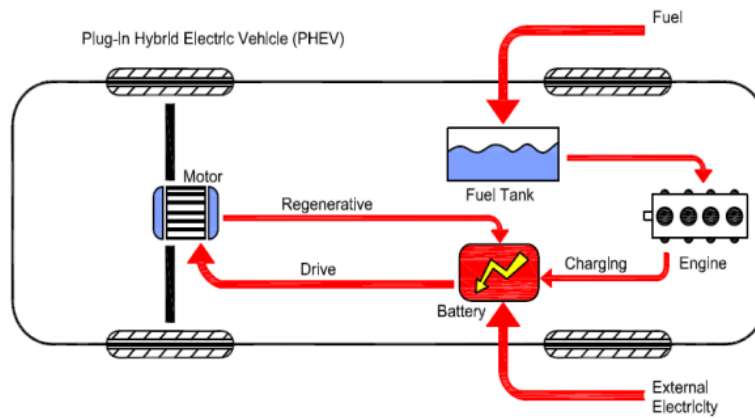 Fuel
Plug-in Hybrid Electric Vehicle (PHEV)
Motor
Fuel Tank
Regenerative
Drive
Charging
Engine
Battery
External
Electricity